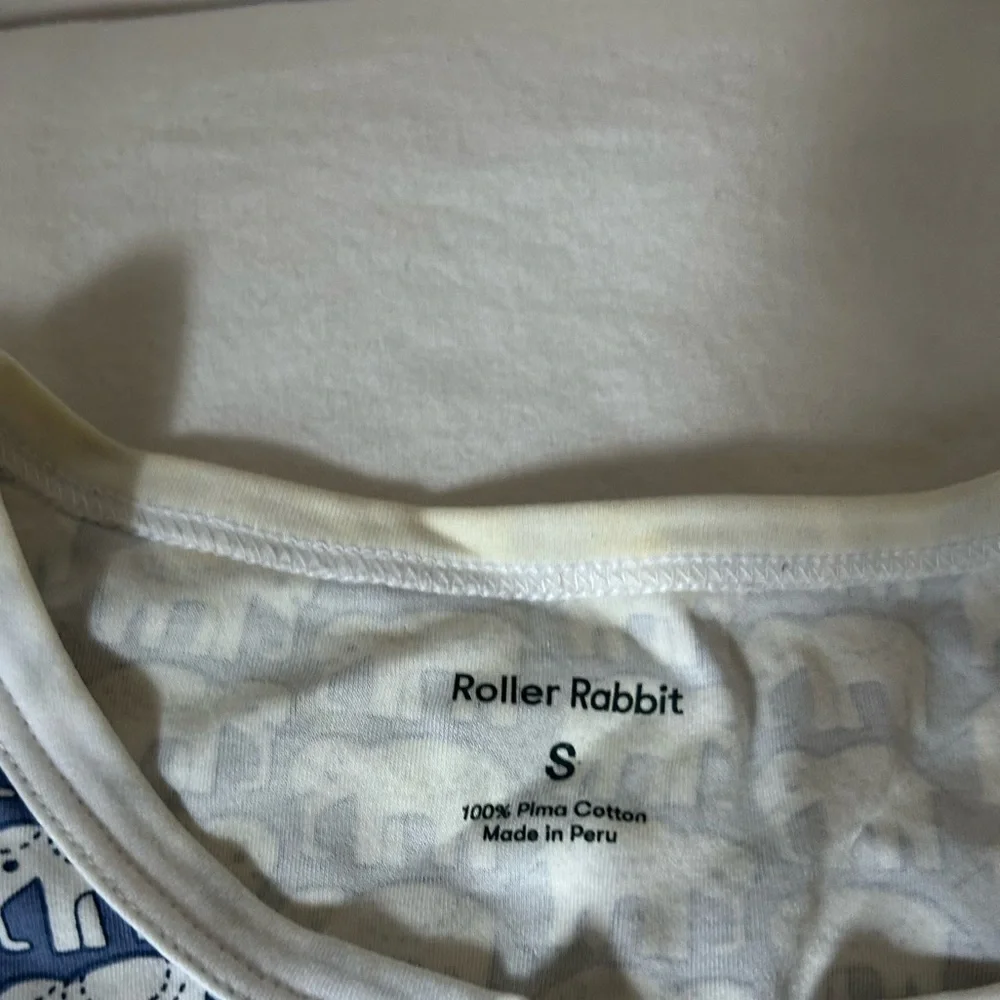 Roller Rabbit
S
100% Pima Cotton
Made in Peru